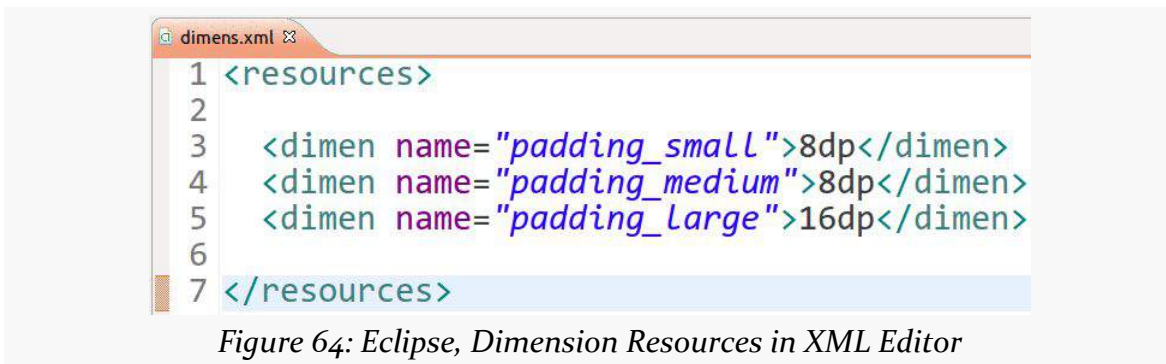 dimens.xml
1 <resources>
2
3 <dimen name="padding_small">8dp</dimen>
4 <dimen name="padding_medium">8dp</dimen>
5 <dimen name="padding_large">16dp</dimen>
6
7 </resources>
Figure 64: Eclipse, Dimension Resources in XML Editor